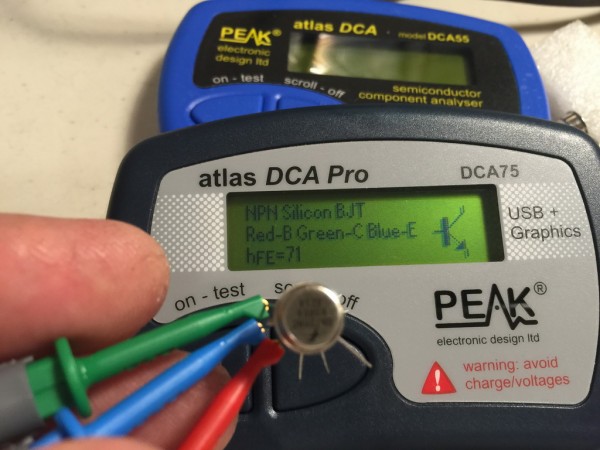 PEAK
electronic
design ltd
atlas DCA
model DCA55
on - test
scroll - off
semiconductor
component analyser
atlas DCA Pro
DCA75
NPN Silicon BJT
Red-B Green-C Blue-E
hFE=71
USB +
Graphics
on - test
off
PEAK®
electronic design ltd
warning: avoid
charge/voltages